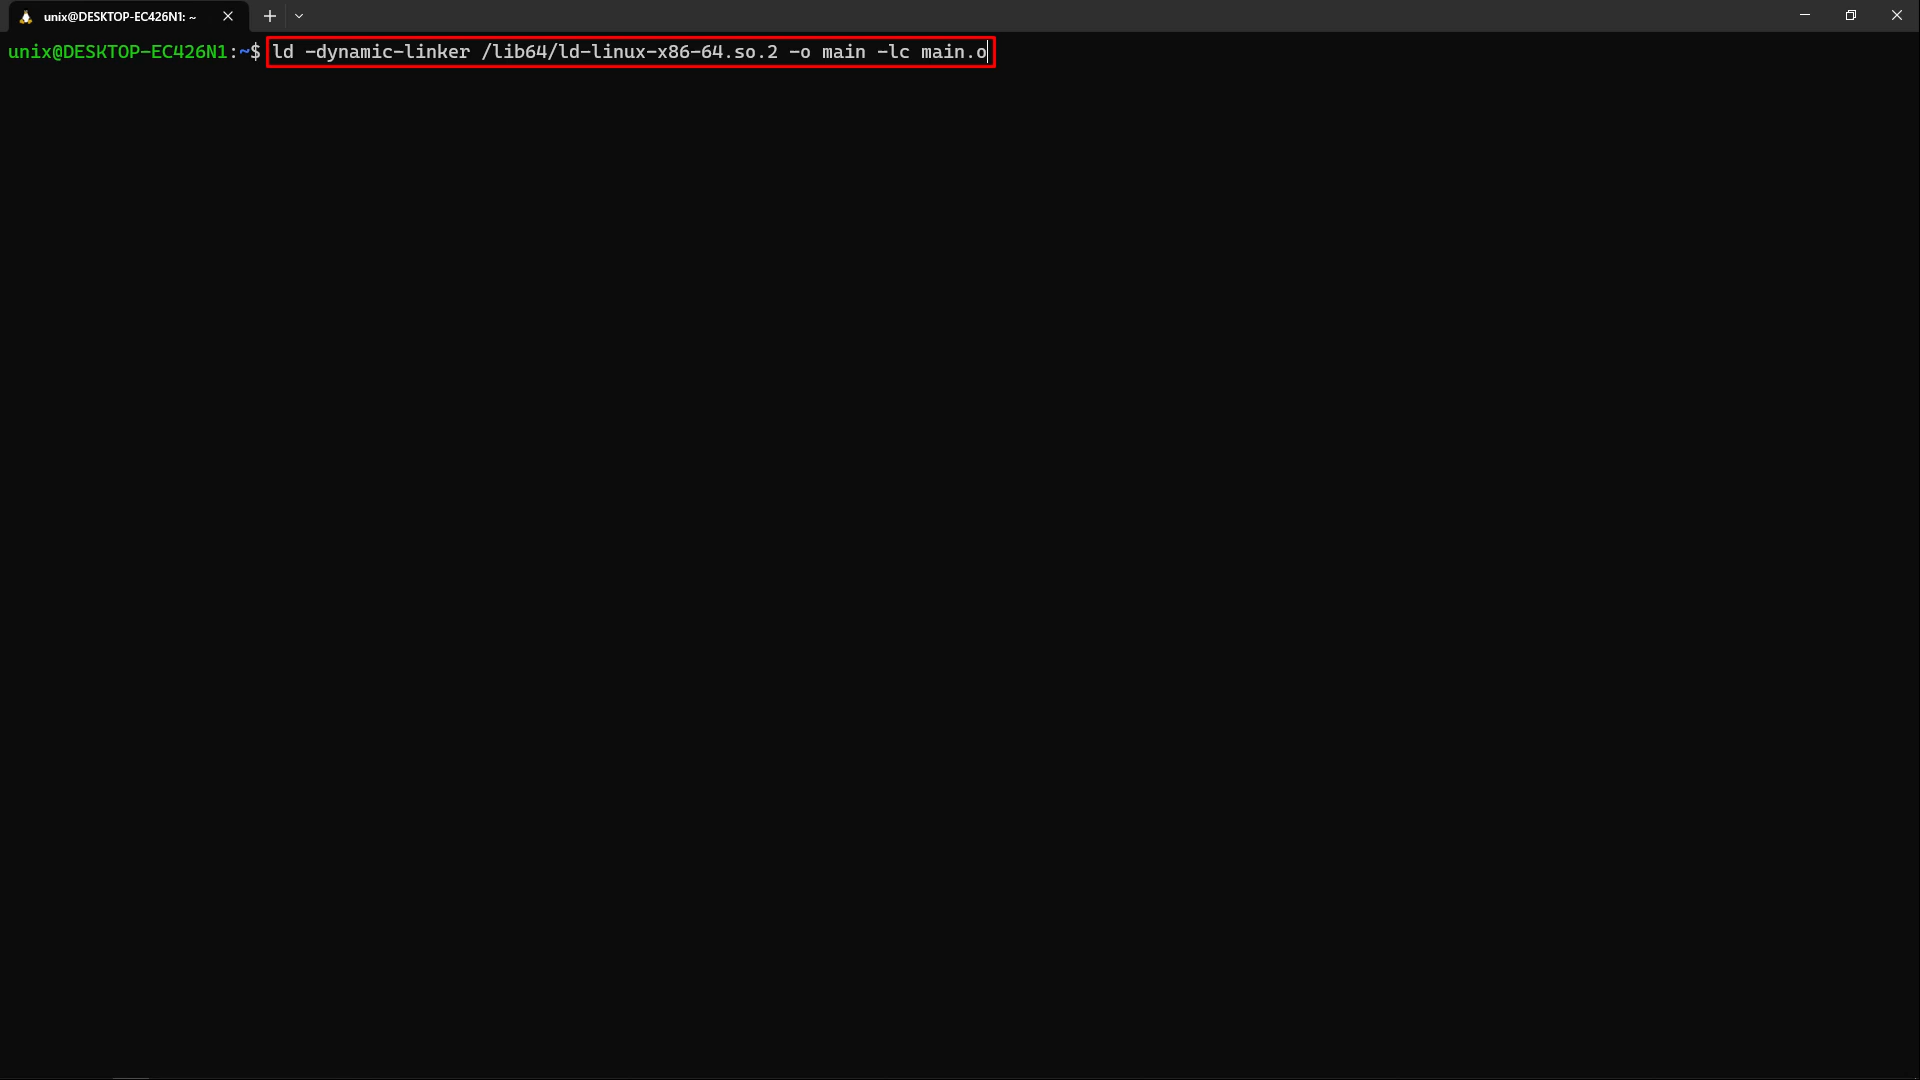 unix@DESKTOP-EC426N1: ~
unix@DESKTOP-EC426N1:~$ ld -dynamic-linker /lib64/ld-linux-x86-64.so.2 -o main -lc main.o